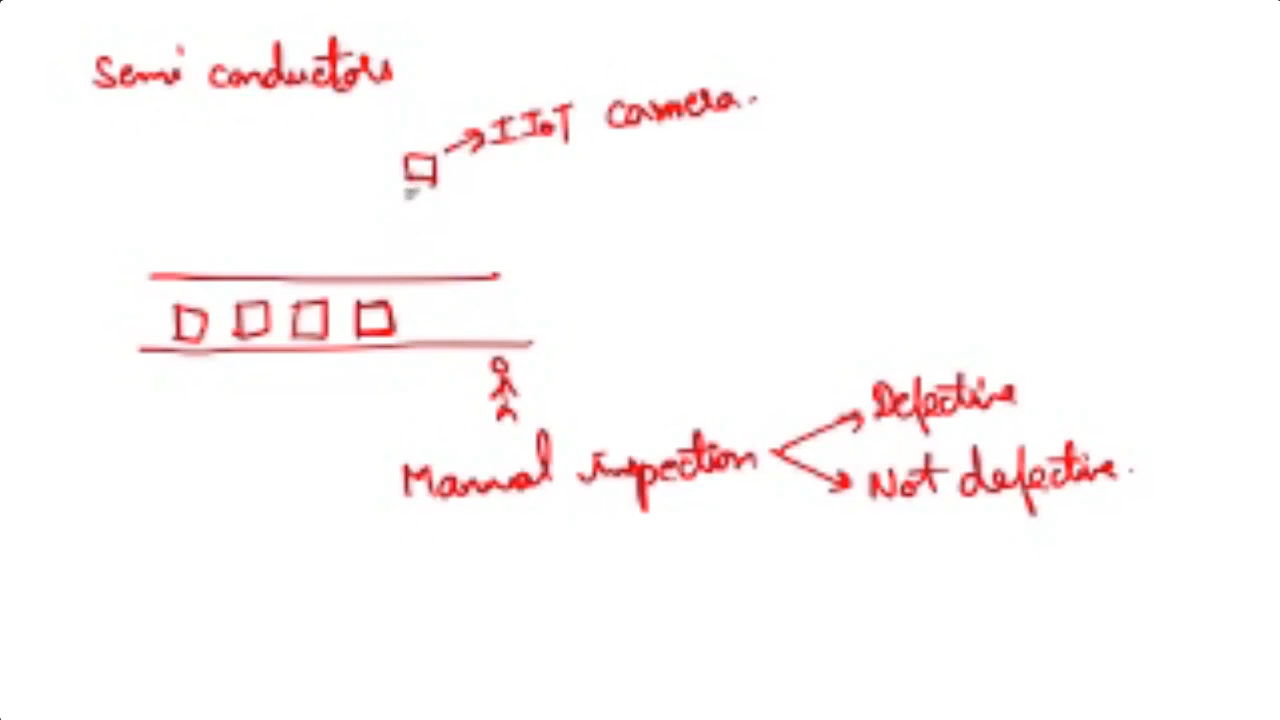 Semi conductors
IIoT camera.
Manual inspection
Defective
Not defective.